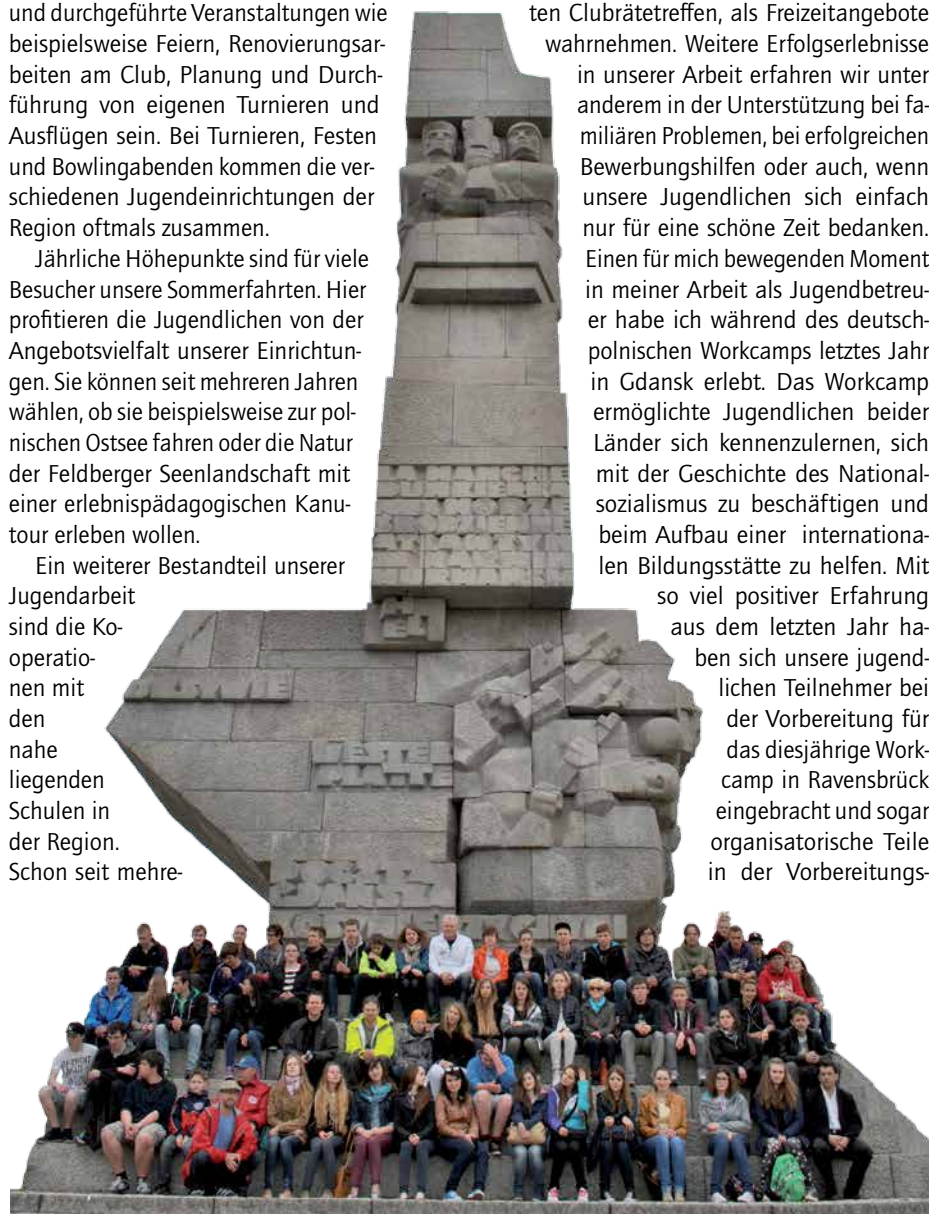 und durchgeführte Veranstaltungen wie
beispielsweise Feiern, Renovierungsar-
beiten am Club, Planung und Durch-
führung von eigenen Turnieren und
Ausflügen sein. Bei Turnieren, Festen
und Bowlingabenden kommen die ver-
schiedenen Jugendeinrichtungen der
Region oftmals zusammen.
Jährliche Höhepunkte sind für viele
Besucher unsere Sommerfahrten. Hier
profitieren die Jugendlichen von der
Angebotsvielfalt unserer Einrichtun-
gen. Sie können seit mehreren Jahren
wählen, ob sie beispielsweise zur pol-
nischen Ostsee fahren oder die Natur
der Feldberger Seenlandschaft mit
einer erlebnispädagogischen Kanu-
tour erleben wollen.
Ein weiterer Bestandteil unserer
Jugendarbeit
sind die Ko-
operatio-
nen mit
den
nahe
liegenden
Schulen in
der Region.
Schon seit mehre-
ten Clubrätetreffen, als Freizeitangebote
wahrnehmen. Weitere Erfolgserlebnisse
in unserer Arbeit erfahren wir unter
anderem in der Unterstützung bei fa-
miliären Problemen, bei erfolgreichen
Bewerbungshilfen oder auch, wenn
unsere Jugendlichen sich einfach
nur für eine schöne Zeit bedanken.
Einen für mich bewegenden Moment
in meiner Arbeit als Jugendbetreu-
er habe ich während des deutsch-
polnischen Workcamps letztes Jahr
in Gdansk erlebt. Das Workcamp
ermöglichte Jugendlichen beider
Länder sich kennenzulernen, sich
mit der Geschichte des National-
sozialismus zu beschäftigen und
beim Aufbau einer internationa-
len Bildungsstätte zu helfen. Mit
so viel positiver Erfahrung
aus dem letzten Jahr ha-
ben sich unsere jugend-
lichen Teilnehmer bei
der Vorbereitung für
das diesjährige Work-
camp in Ravensbrück
eingebracht und sogar
organisatorische Teile
in der Vorbereitungs-